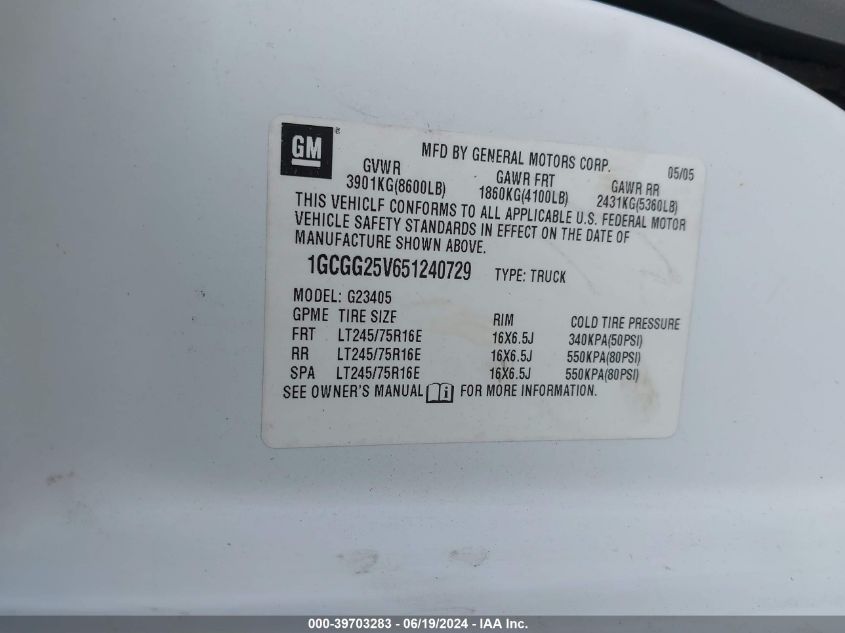 GM ®
MFD BY GENERAL MOTORS CORP. 05/05
GVWR GAWR FRT GAWR RR
3901KG(8600LB) 1860KG(4100LB) 2431KG(5360LB)
THIS VEHICLE CONFORMS TO ALL APPLICABLE U.S. FEDERAL MOTOR
VEHICLE SAFETY STANDARDS IN EFFECT ON THE DATE OF
MANUFACTURE SHOWN ABOVE.
1GCGG25V651240729 TYPE: TRUCK
MODEL: G23405
GPME TIRE SIZE RIM COLD TIRE PRESSURE
FRT LT245/75R16E 16X6.5J 340KPA(50PSI)
RR LT245/75R16E 16X6.5J 550KPA(80PSI)
SPA LT245/75R16E 16X6.5J 550KPA(80PSI)
SEE OWNER'S MANUAL i FOR MORE INFORMATION.
000-39703283 - 06/19/2024 - IAA Inc.